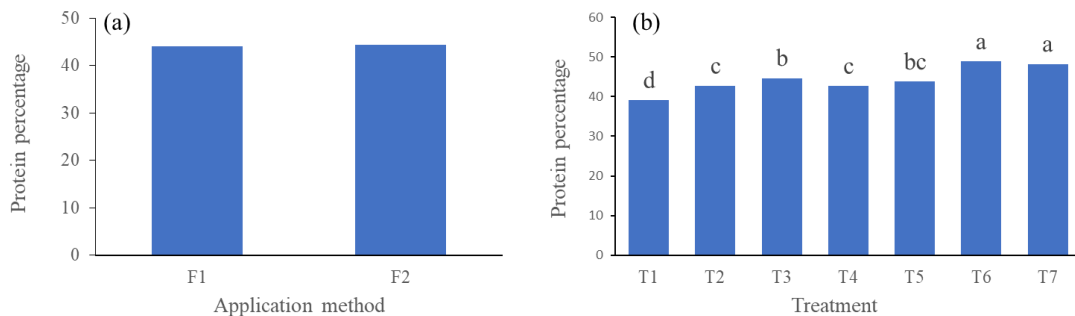 (a)
Protein percentage
50
40
30
20
10
0
F1 F2
Application method
(b)
Protein percentage
60
50
40
30
20
10
0
d c b c bc a a
T1 T2 T3 T4 T5 T6 T7
Treatment